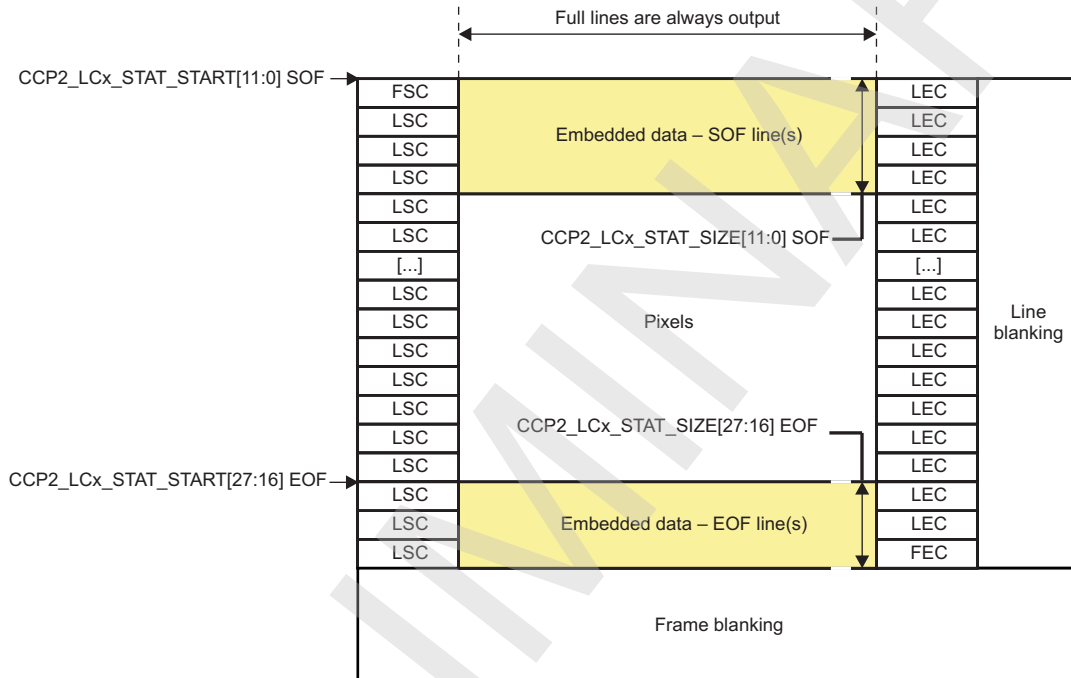 Full lines are always output
CCP2_LCx_STAT_START[11:0] SOF
FSC
LEC
LSC
Embedded data – SOF line(s)
LEC
LSC
LEC
LSC
LEC
LSC
LEC
LSC
CCP2_LCx_STAT_SIZE[11:0] SOF
LEC
[...]
[...]
LSC
LEC
LSC
Pixels
LEC
Line
blanking
LSC
LEC
LSC
LEC
LSC
LEC
LSC
CCP2_LCx_STAT_SIZE[27:16] EOF
LEC
LSC
LEC
CCP2_LCx_STAT_START[27:16] EOF
LSC
LEC
LSC
Embedded data – EOF line(s)
LEC
LSC
FEC
Frame blanking